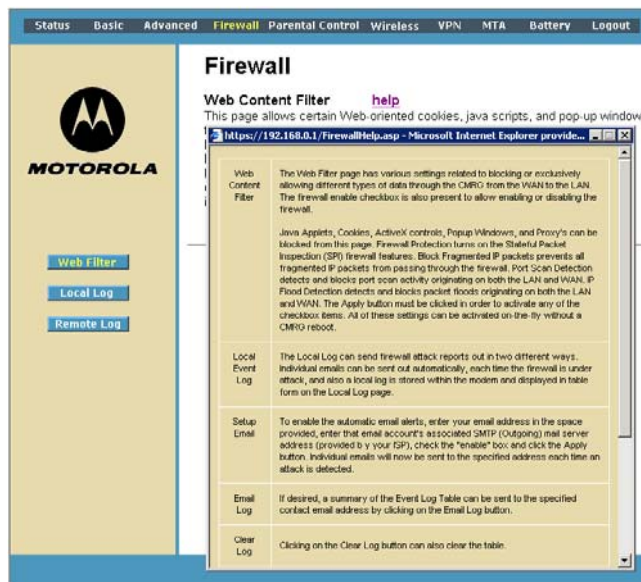 Status Basic Advanced Firewall Parental Control Wireless VPN MTA Battery Logout
MOTOROLA
Web Filter
Local Log
Remote Log
Firewall
Web Content Filter help
This page allows certain Web-oriented cookies, java scripts, and pop-up window
https://192.168.0.1/FirewallHelp.asp - Microsoft Internet Explorer provide...
Web
Content
Filter
The Web Filter page has various settings related to blocking or exclusively
allowing different types of data through the CMRG from the WAN to the LAN.
The firewall enable checkbox is also present to allow enabling or disabling the
firewall.
Java Applets, Cookies, ActiveX controls, Popup Windows, and Proxy's can be
blocked from this page. Firewall Protection turns on the Stateful Packet
Inspection (SPI) firewall features. Block Fragmented IP packets prevents all
fragmented IP packets from passing through the firewall. Port Scan Detection
detects and blocks port scan activity originating on both the LAN and WAN. IP
Flood Detection detects and blocks packet floods originating on both the LAN
and WAN. The Apply button must be clicked in order to activate any of the
checkbox items. All of these settings can be activated on-the-fly without a
CMRG reboot.
Local
Event
Log
The Local Log can send firewall attack reports out in two different ways.
Individual emails can be sent out automatically, each time the firewall is under
attack, and also a local log is stored within the modem and displayed in table
form on the Local Log page.
Setup
Email
To enable the automatic email alerts, enter your email address in the space
provided, enter that email account's associated SMTP (Outgoing) mail server
address (provided b y your ISP), check the "enable" box and click the Apply
button. Individual emails will now be sent to the specified address each time an
attack is detected.
Email
Log
If desired, a summary of the Event Log Table can be sent to the specified
contact email address by clicking on the Email Log button.
Clear
Log
Clicking on the Clear Log button can also clear the table.